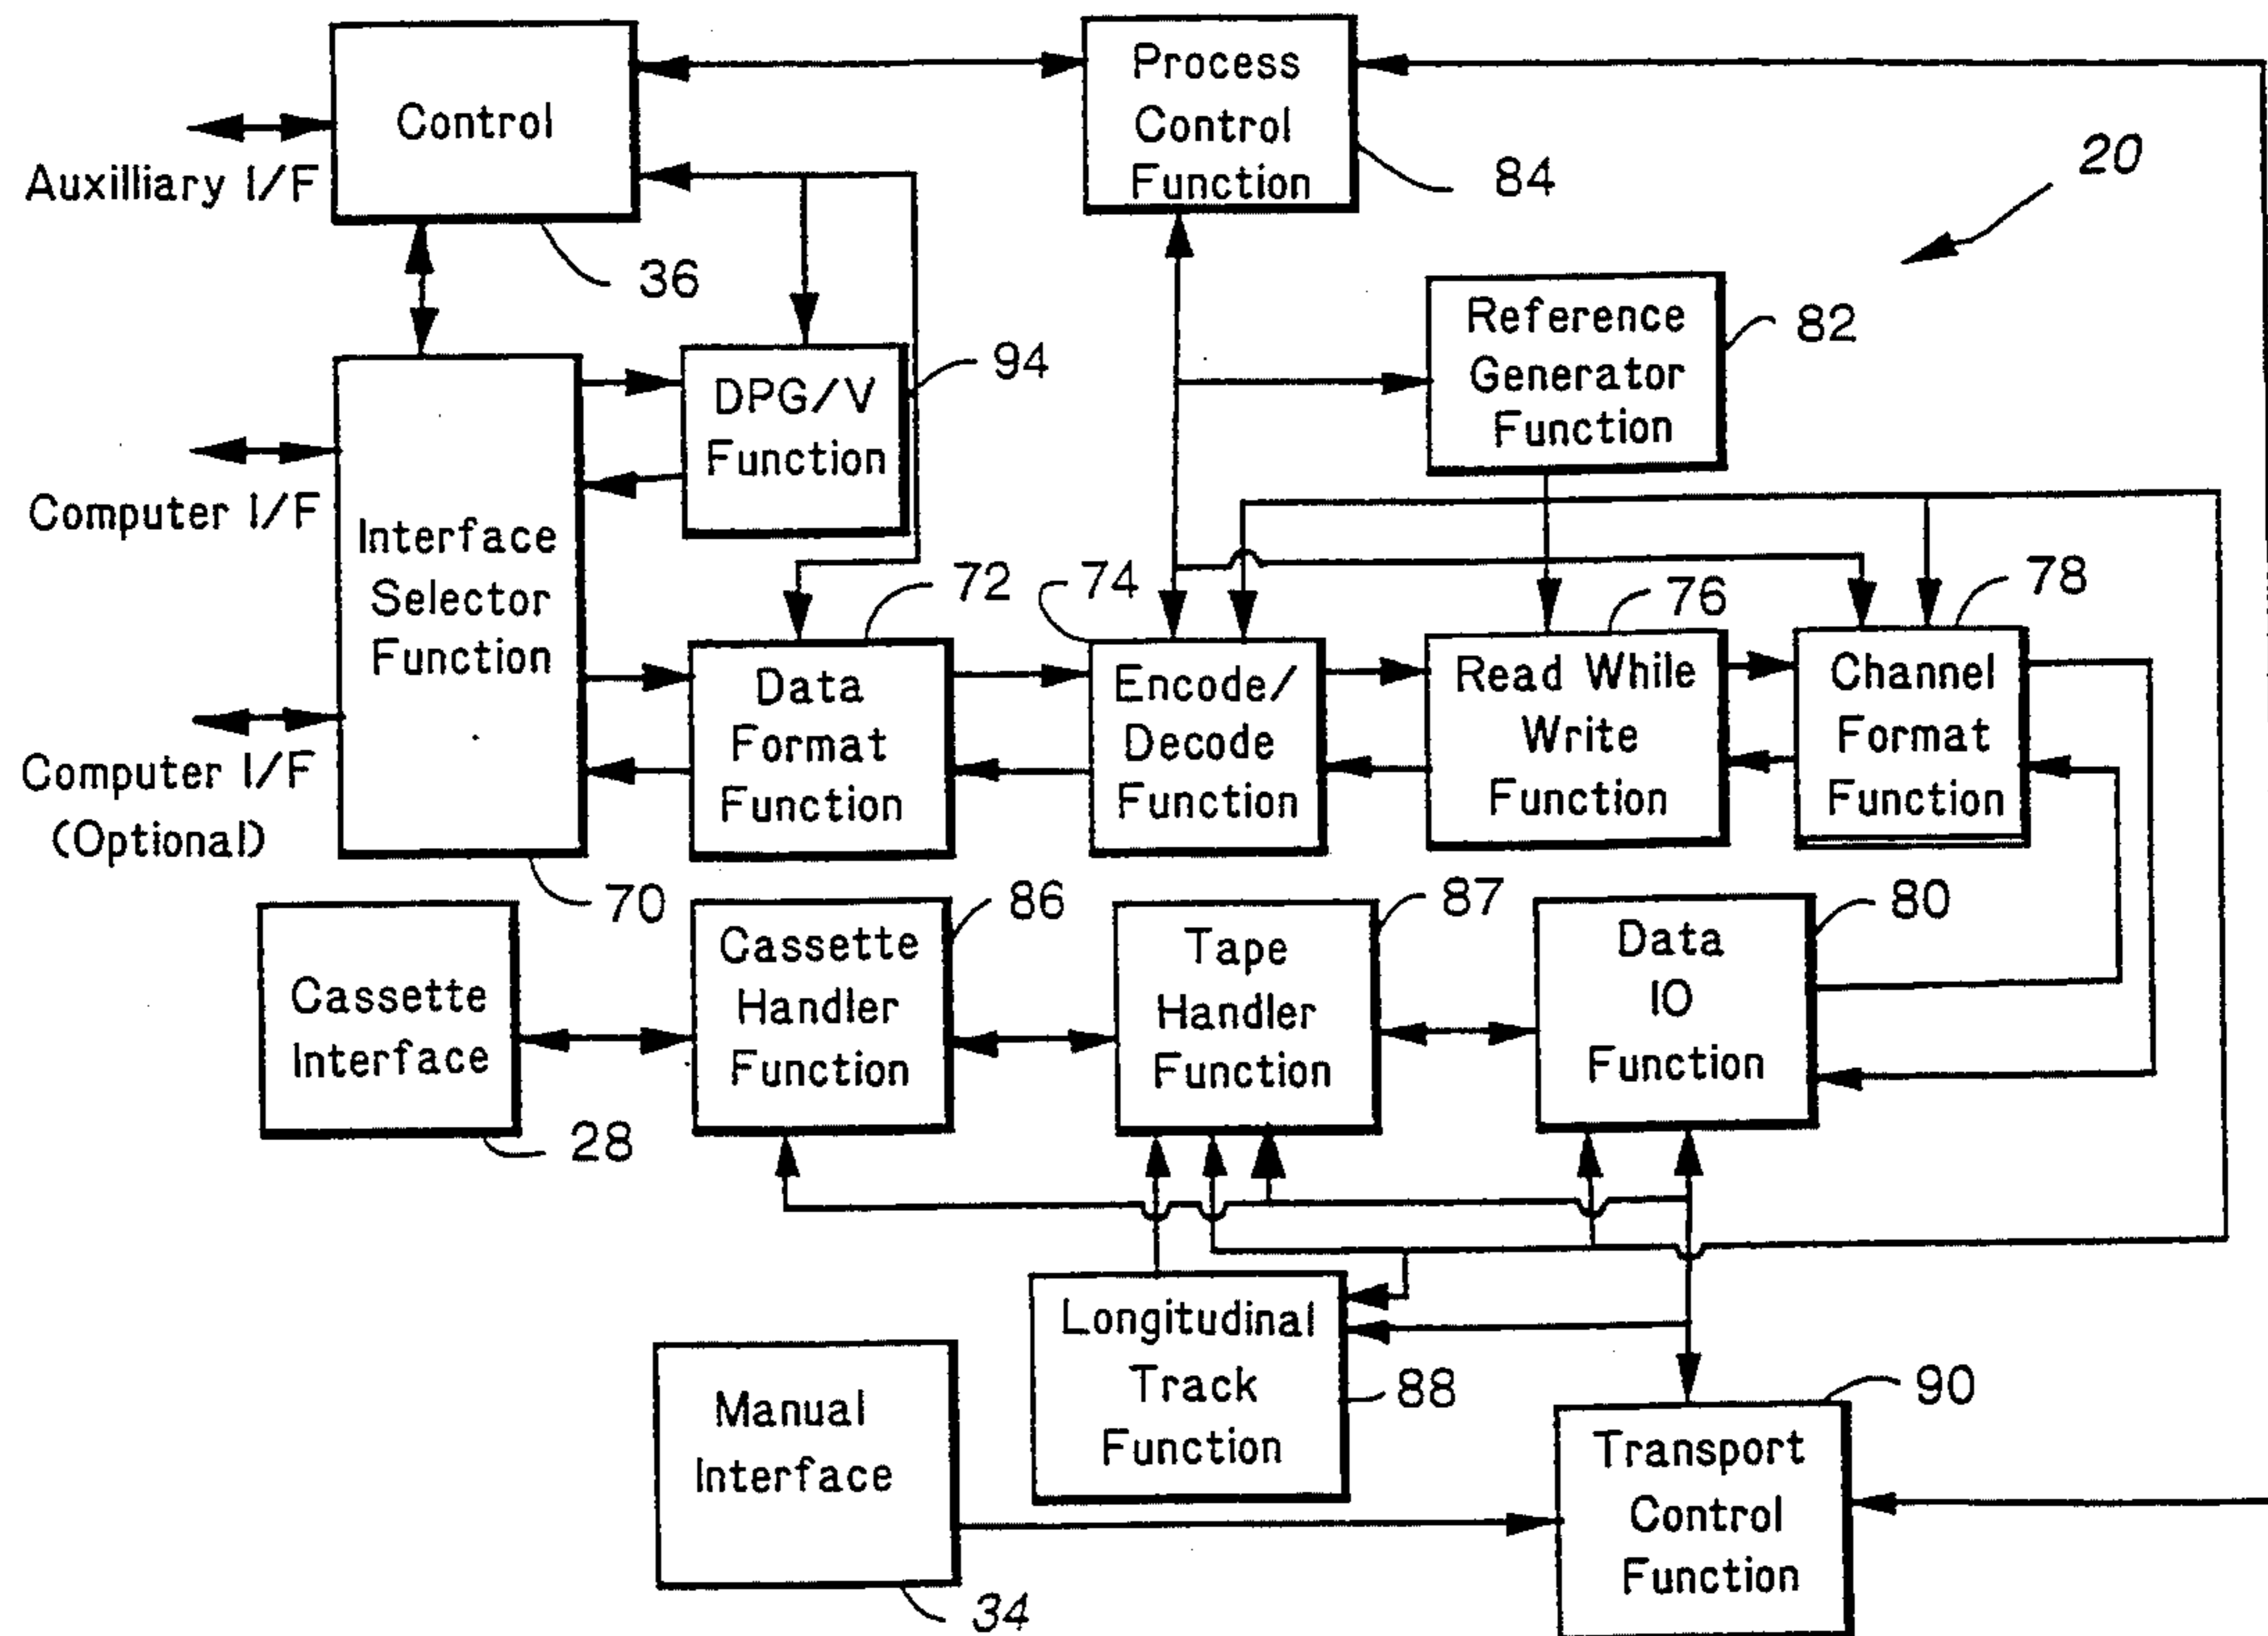 Control
Auxilliary I/F
36
Process
Control
Function
84
20
Reference
Generator
Function
82
DPG/V
Function
94
Computer I/F
Interface
Selector
Function
70
Computer I/F
(Optional)
Data
Format
Function
72
Encode/
Decode
Function
74
Read While
Write
Function
76
Channel
Format
Function
78
Cassette
Interface
28
Cassette
Handler
Function
86
Tape
Handler
Function
87
Data
IO
Function
80
Longitudinal
Track
Function
88
Manual
Interface
34
Transport
Control
Function
90